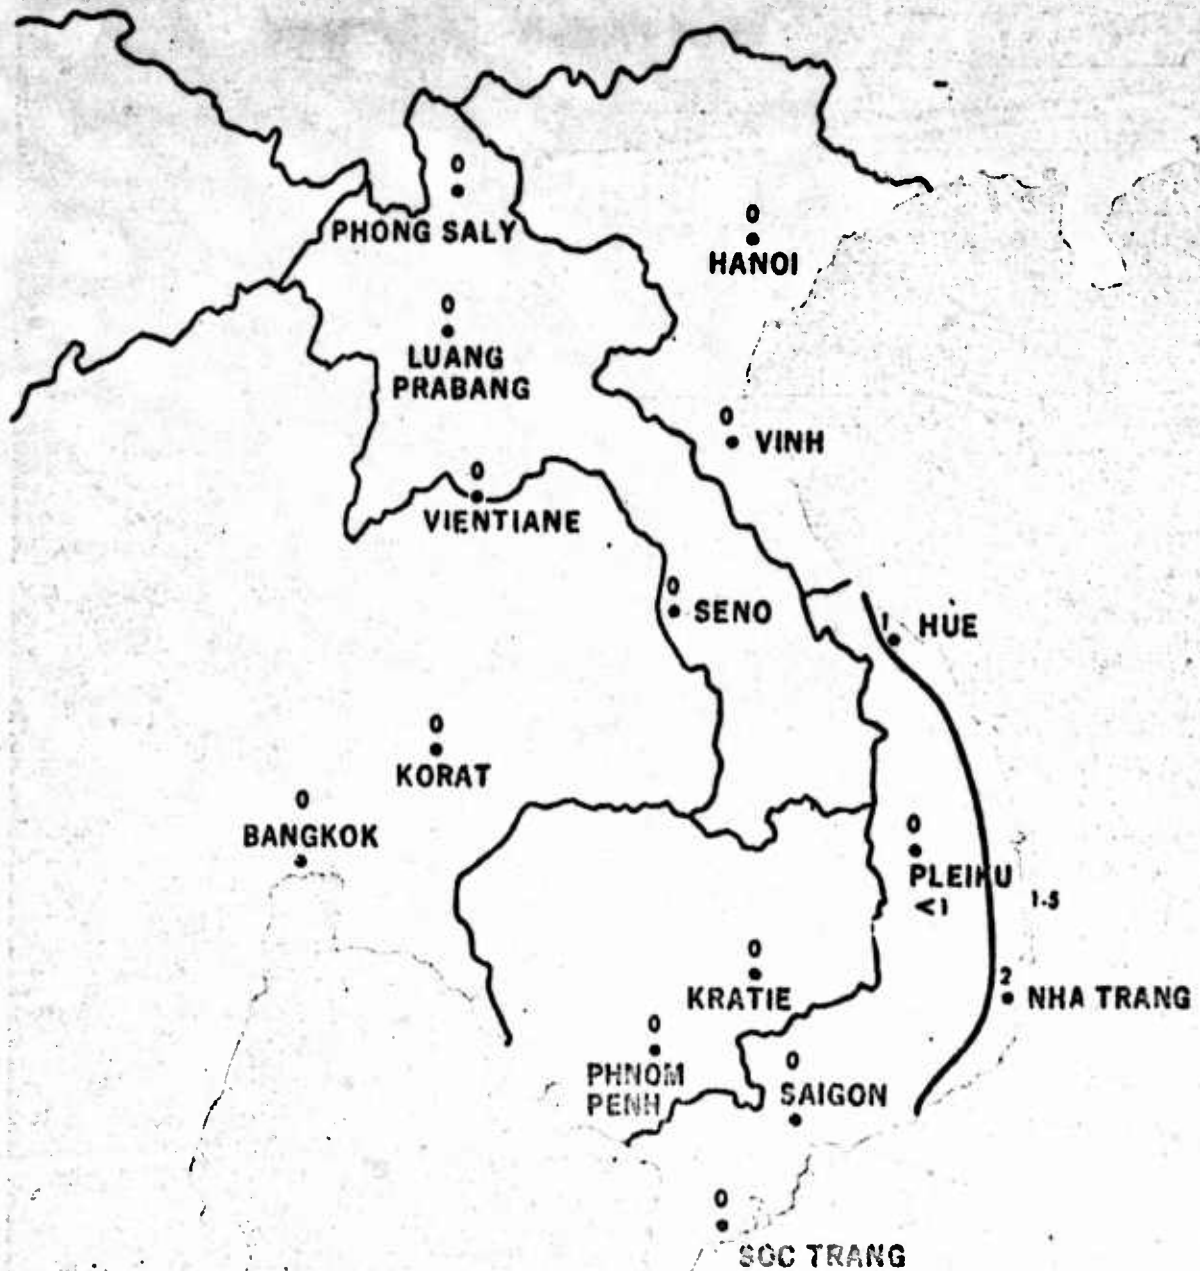 0
PHONG SALY
0
HANOI
0
LUANG
PRABANG
0
VINH
0
VIENTIANE
0
SENO
1
HUE
0
KORAT
0
BANGKOK
0
PLEIKU
<1
1-5
0
KRATIE
2
NHA TRANG
0
PHNOM
PENH
0
SAIGON
0
SOC TRANG